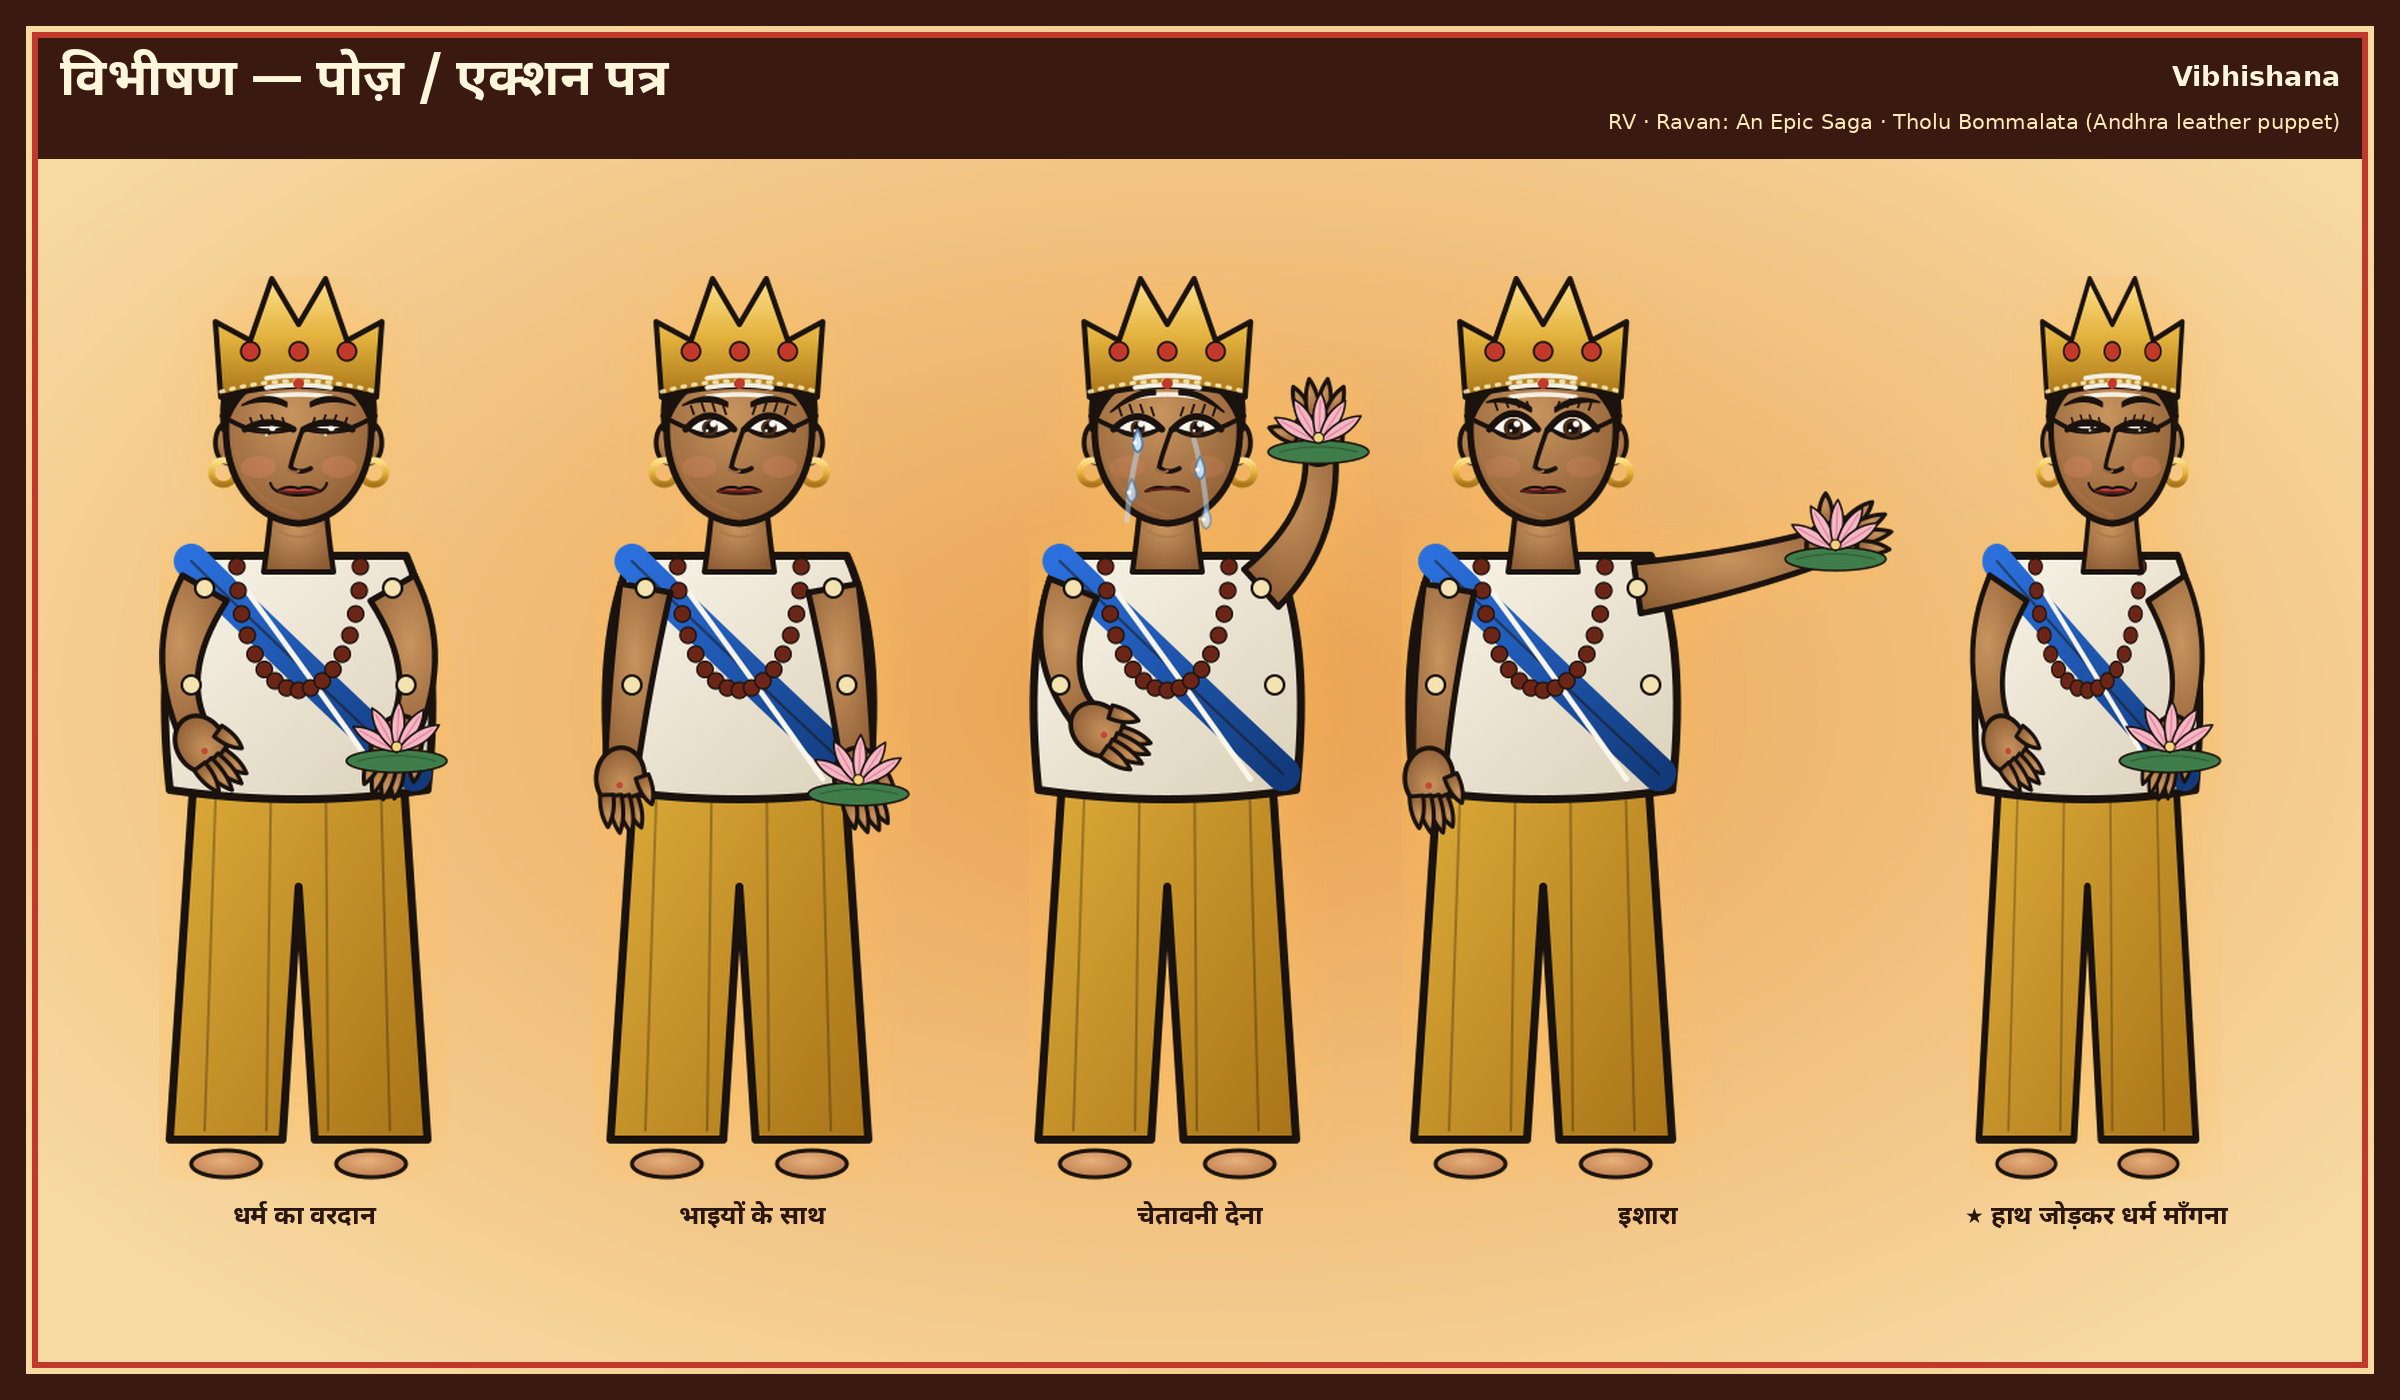 विभीषण — पोज़ / एक्शन पत्र
Vibhishana
RV · Ravan: An Epic Saga · Tholu Bommalata (Andhra leather puppet)
धर्म का वरदान
भाइयों के साथ
चेतावनी देना
इशारा
★ हाथ जोड़कर धर्म माँगना